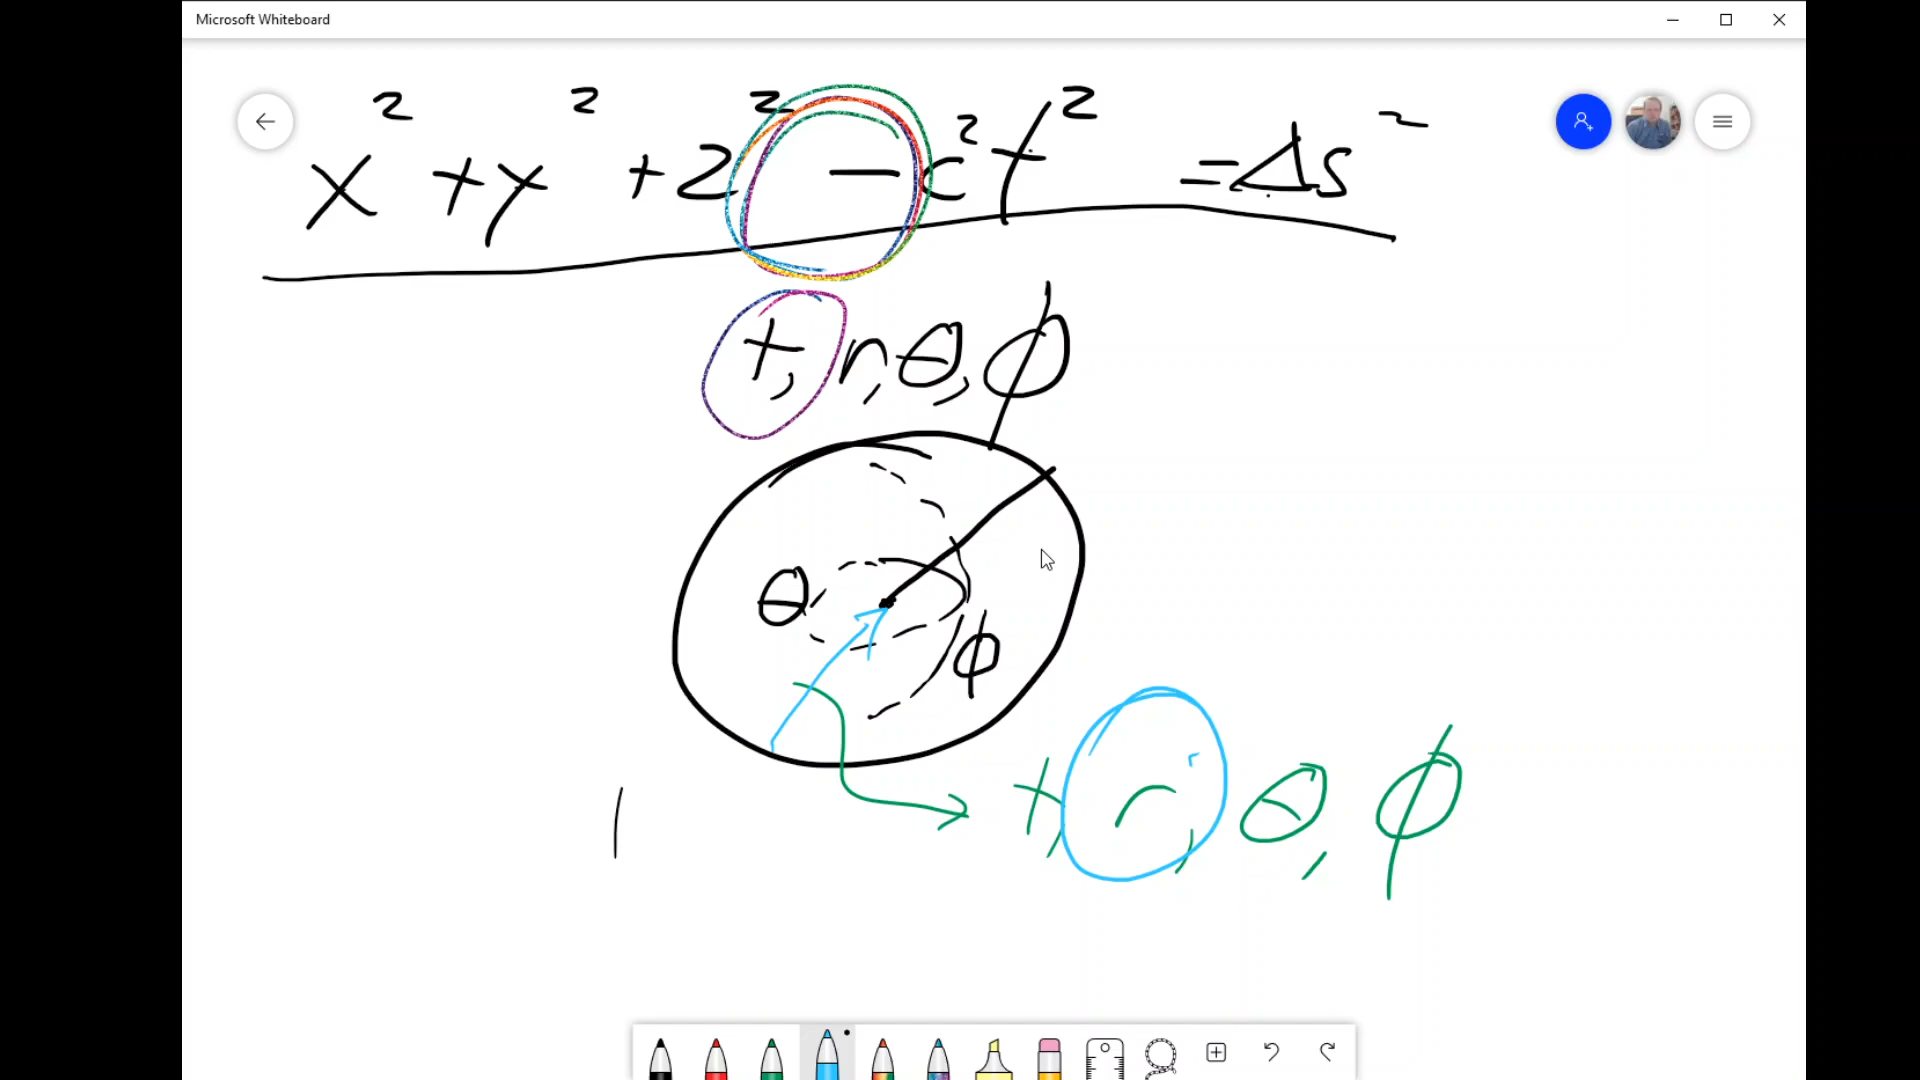 Microsoft Whiteboard
x² + y² + z² - c²t² = Δs²
t, r, θ, ϕ
θ
ϕ
t, r, θ, ϕ